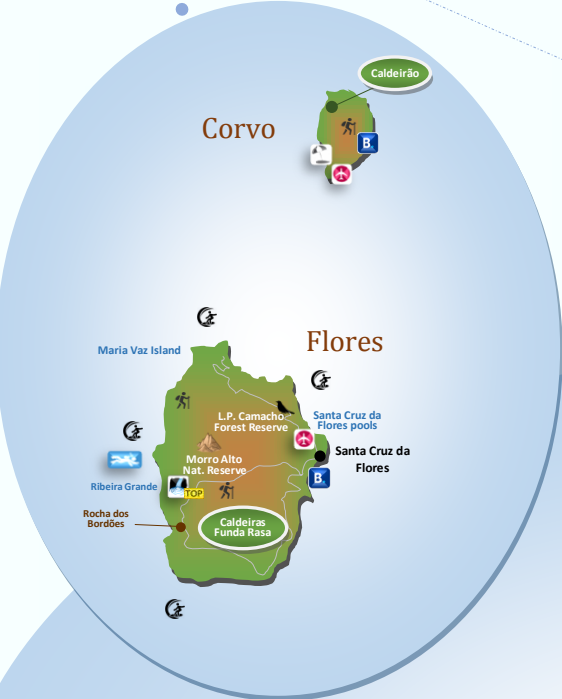 Caldeirão
Corvo
B.
Flores
Maria Vaz Island
L.P. Camacho
Forest Reserve
Santa Cruz da
Flores pools
Santa Cruz da
Flores
Morro Alto
Nat. Reserve
B.
Ribeira Grande
TOP
Rocha dos
Bordões
Caldeiras
Funda Rasa